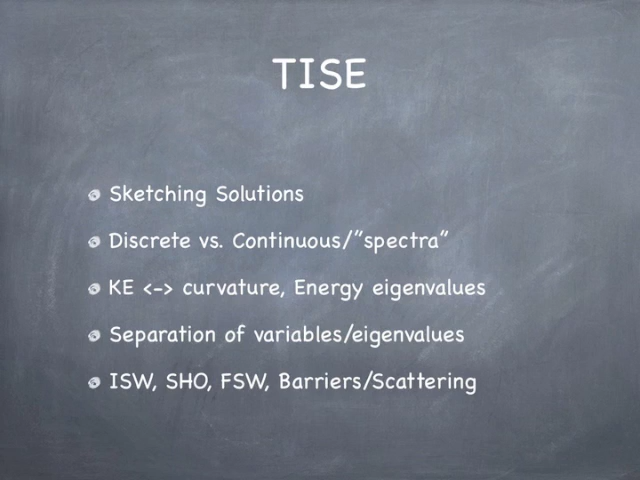 TISE
Sketching Solutions
Discrete vs. Continuous/"spectra"
KE <-> curvature, Energy eigenvalues
Separation of variables/eigenvalues
ISW, SHO, FSW, Barriers/Scattering